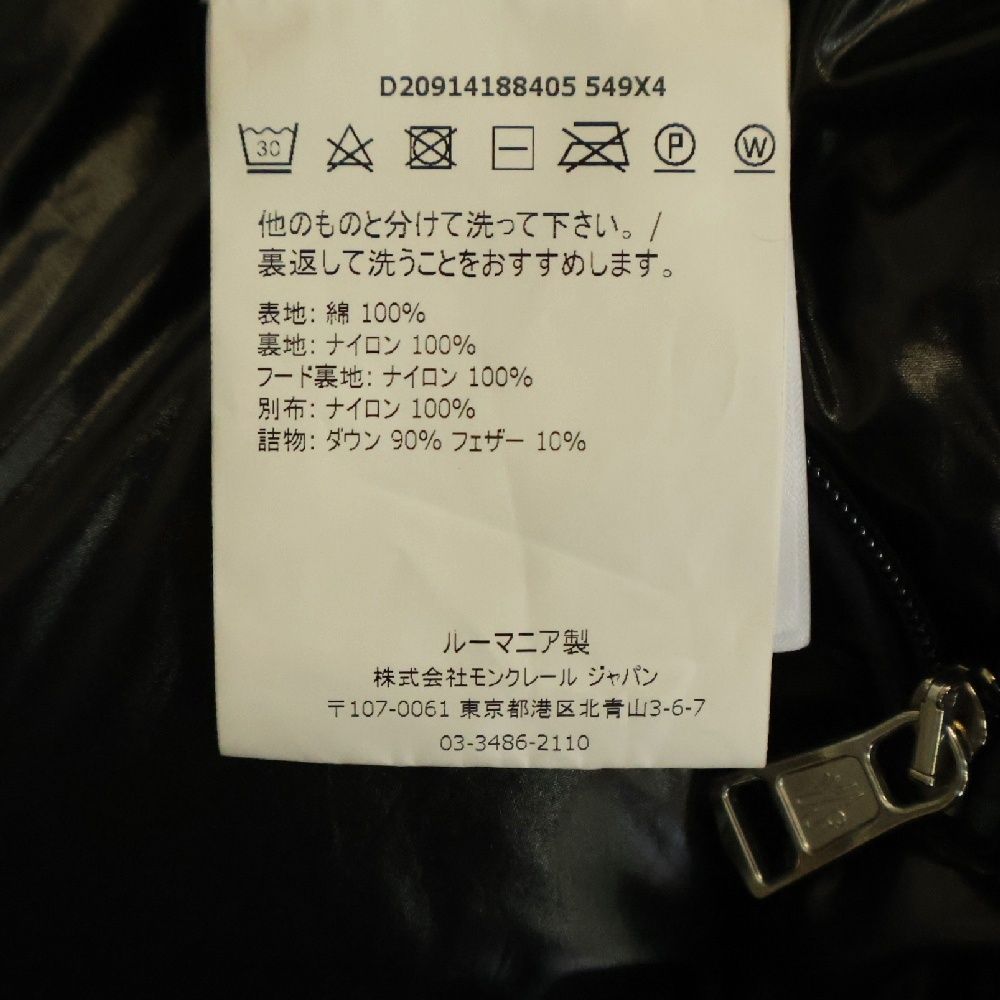 D20914188405 549X4
30 P W
他のものと分けて洗って下さい。/
裏返して洗うことをおすすめします。
表地: 綿 100%
裏地: ナイロン 100%
フード裏地: ナイロン 100%
別布: ナイロン 100%
詰物: ダウン 90% フェザー 10%
ルーマニア製
株式会社モンクレール ジャパン
〒107-0061 東京都港区北青山3-6-7
03-3486-2110